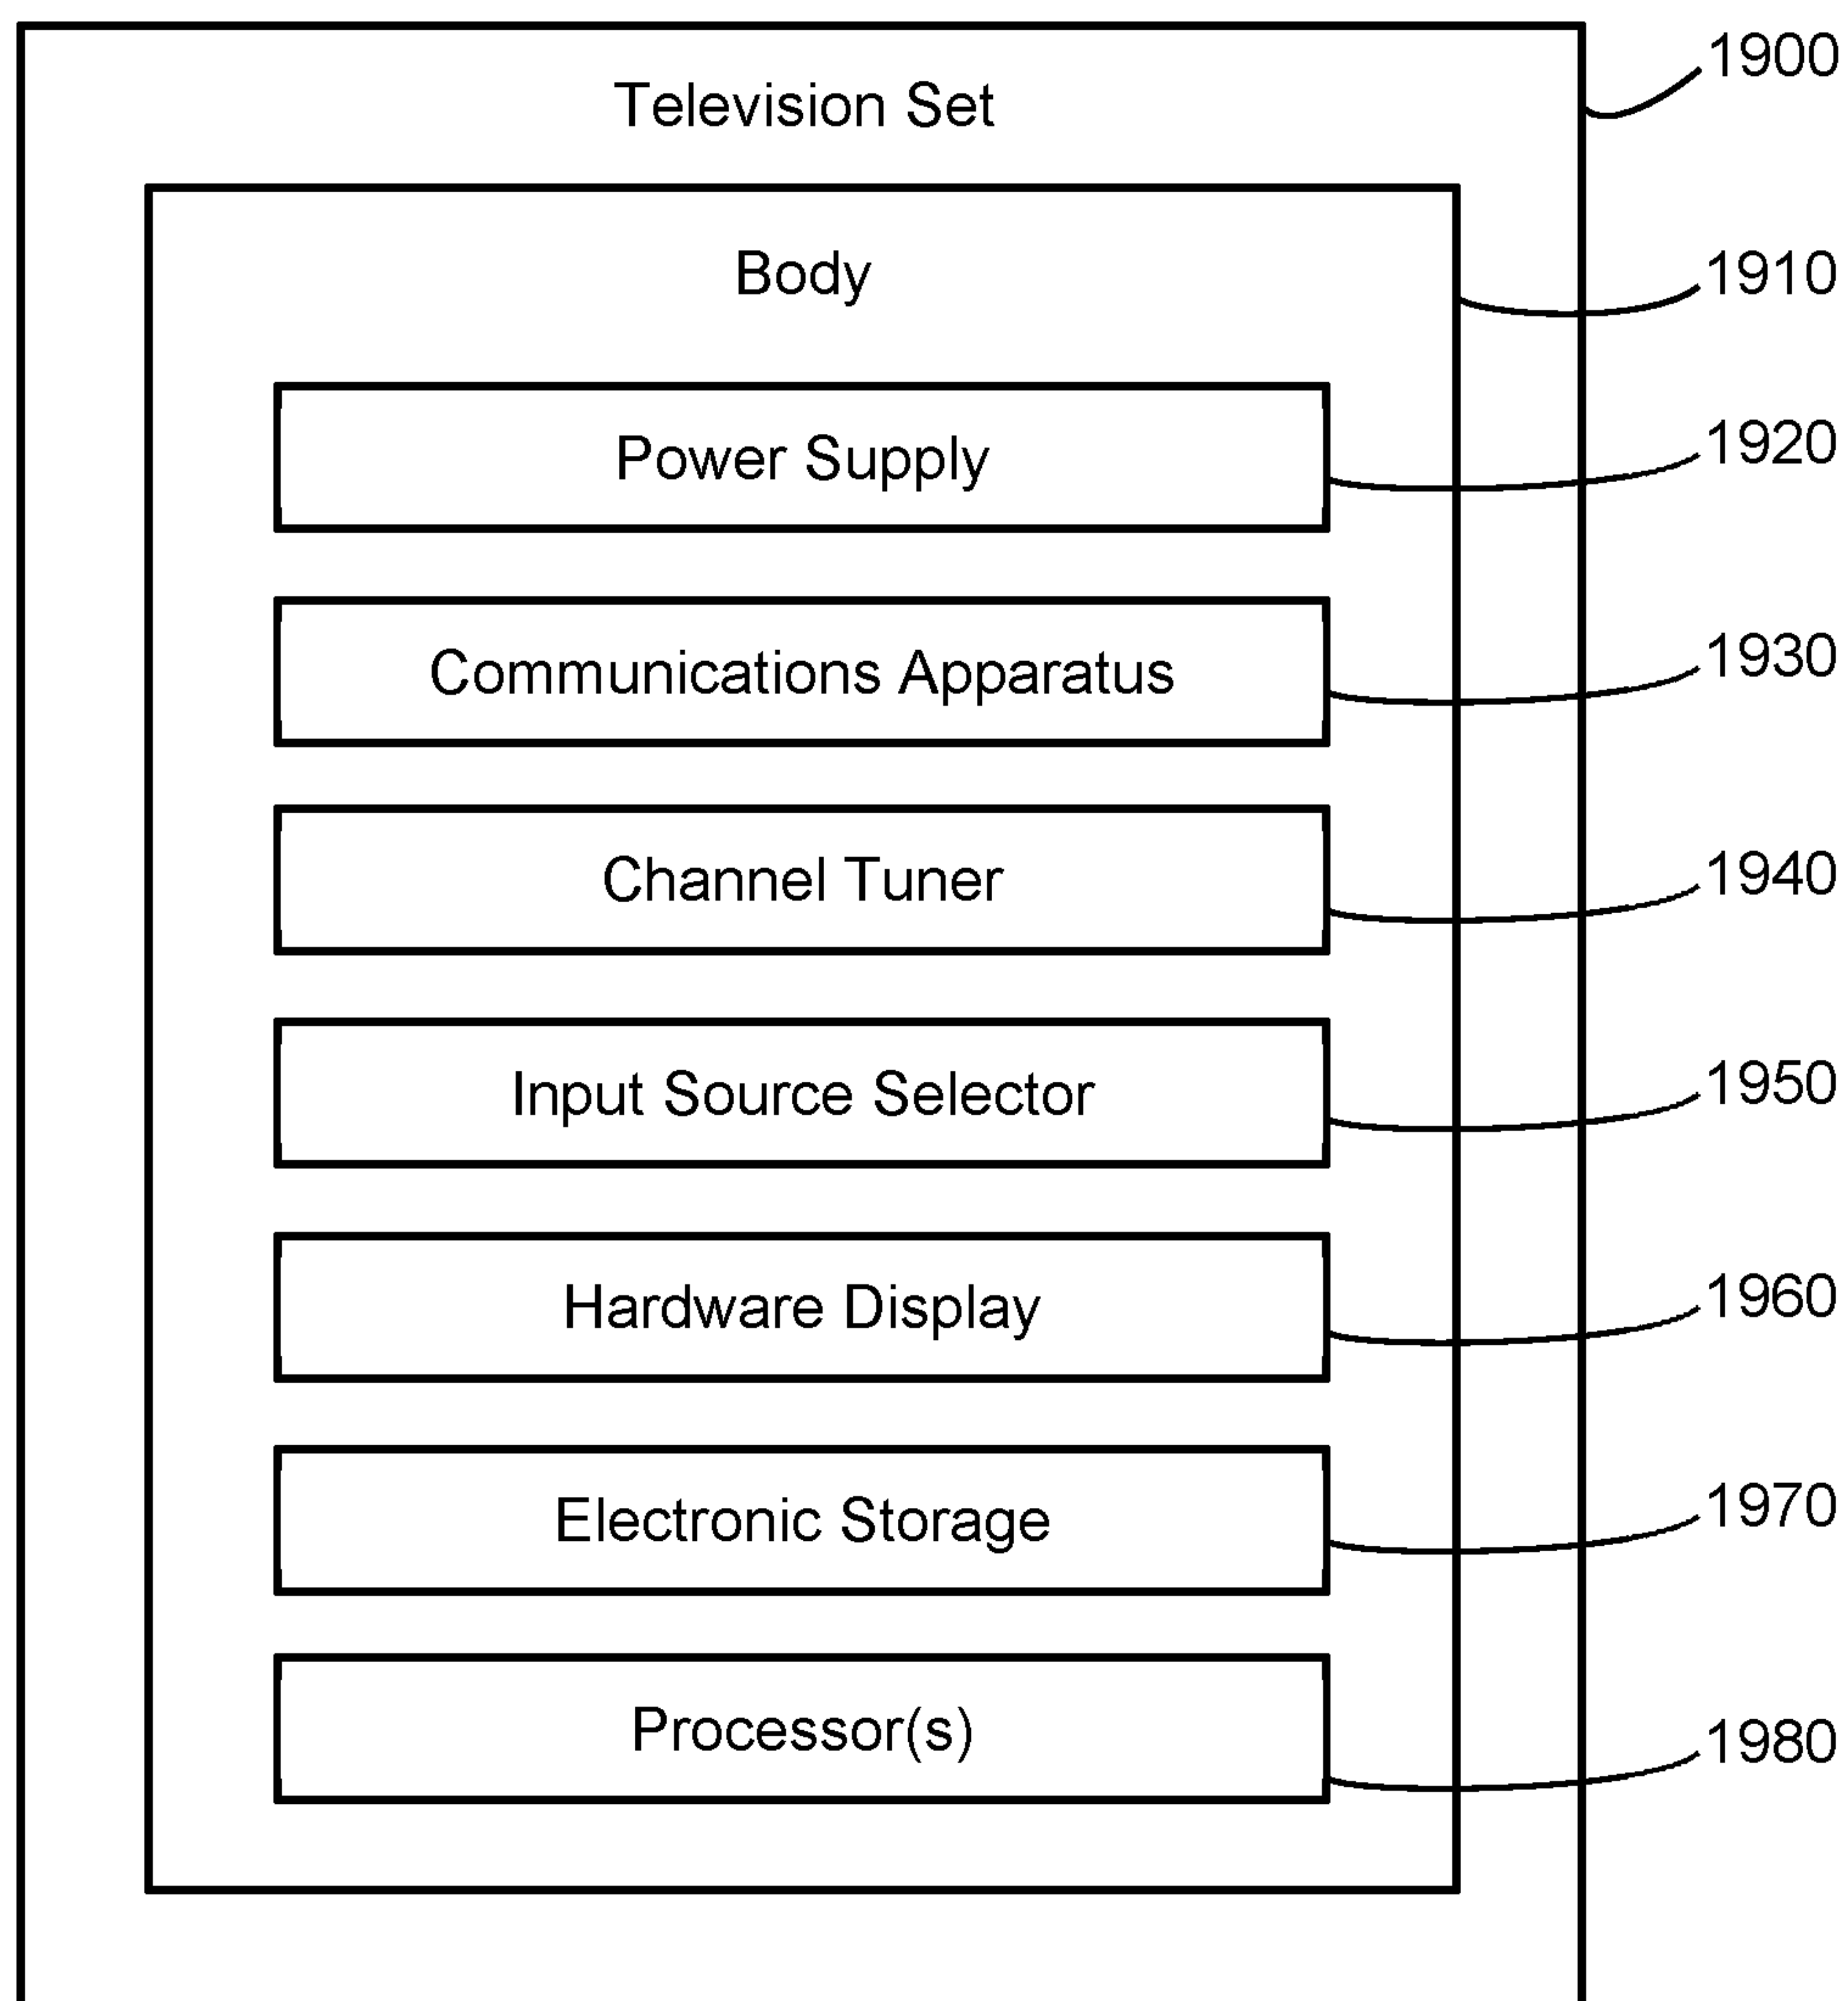 Television Set
1900
Body
1910
Power Supply
1920
Communications Apparatus
1930
Channel Tuner
1940
Input Source Selector
1950
Hardware Display
1960
Electronic Storage
1970
Processor(s)
1980